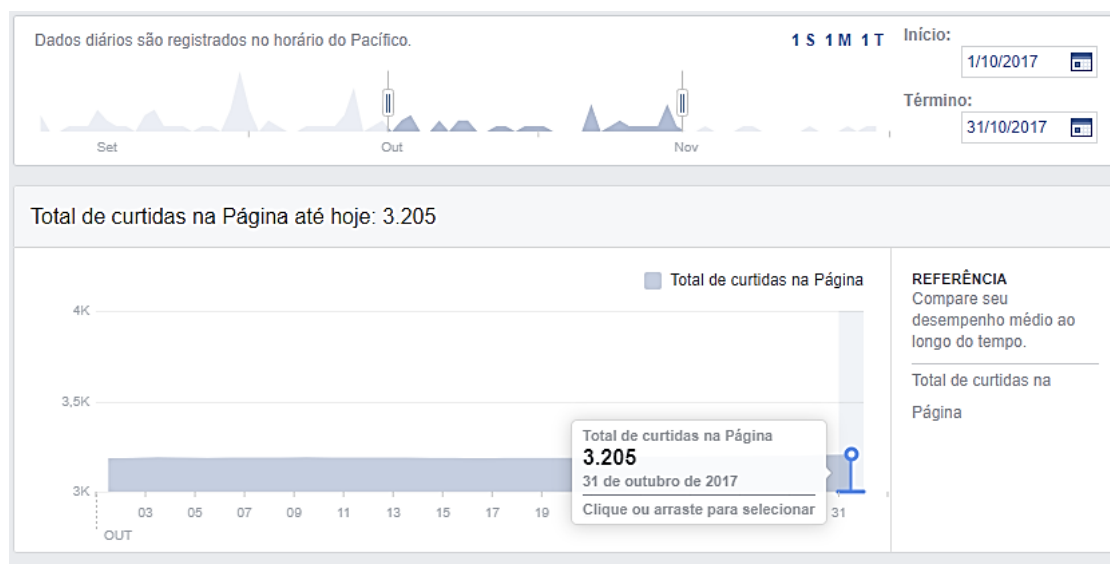 Dados diários são registrados no horário do Pacífico.
1 S 1 M 1 T
Início:
1/10/2017
Término:
31/10/2017
Set
Out
Nov
Total de curtidas na Página até hoje: 3.205
Total de curtidas na Página
4K
3,5K
3K
03 05 07 09 11 13 15 17 19 31
OUT
Total de curtidas na Página
3.205
31 de outubro de 2017
Clique ou arraste para selecionar
REFERÊNCIA
Compare seu
desempenho médio ao
longo do tempo.
Total de curtidas na
Página